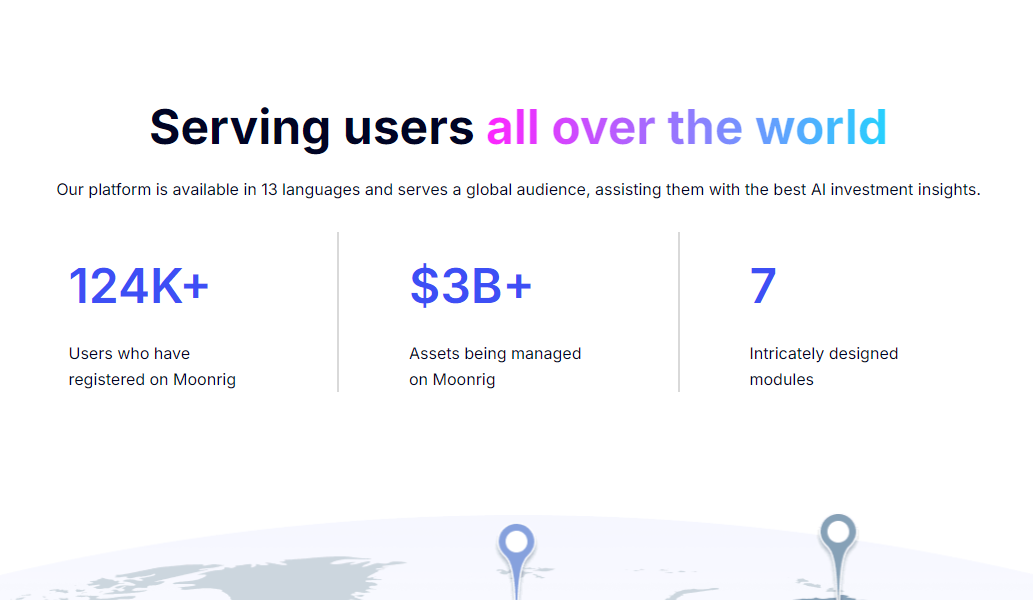 Serving users all over the world
Our platform is available in 13 languages and serves a global audience, assisting them with the best AI investment insights.
124K+
Users who have
registered on Moonrig
$3B+
Assets being managed
on Moonrig
7
Intricately designed
modules